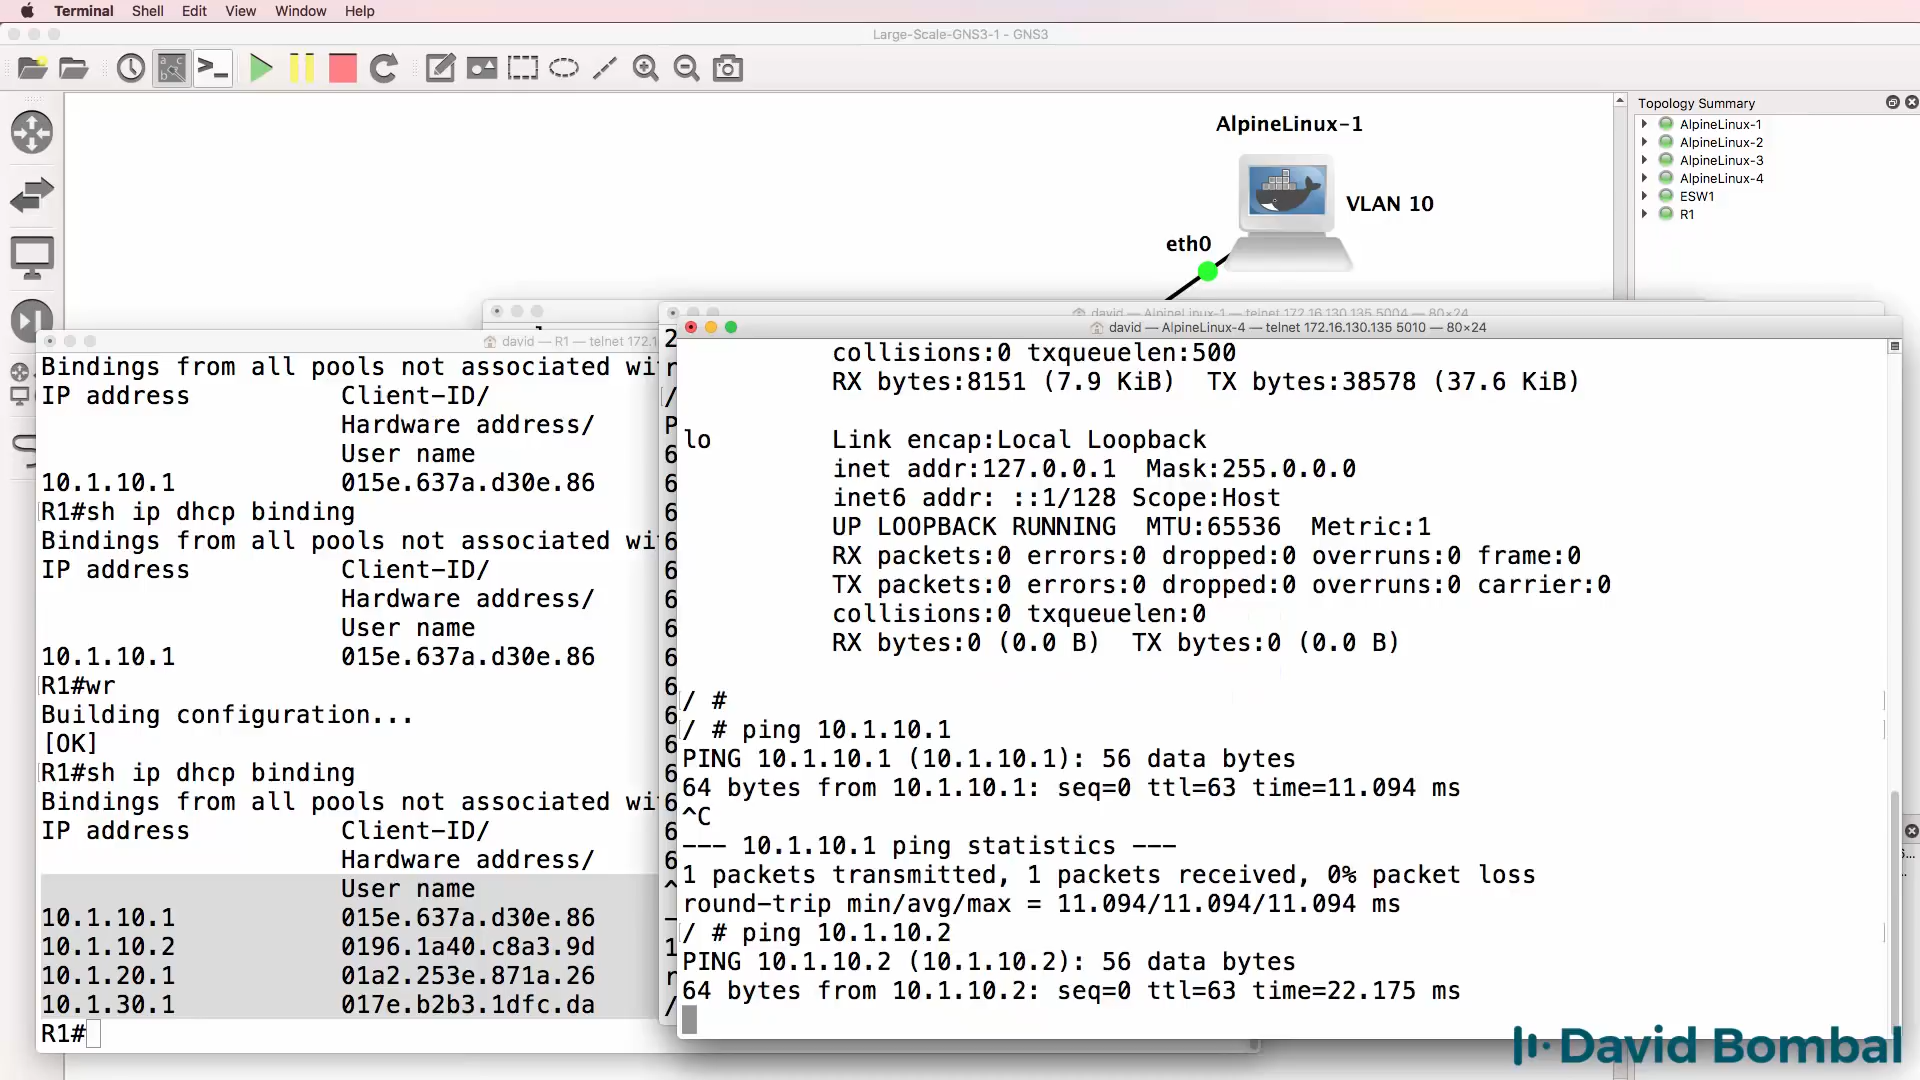 Terminal Shell Edit View Window Help
Large-Scale-GNS3-1 - GNS3
Topology Summary
AlpineLinux-1
AlpineLinux-2
AlpineLinux-3
AlpineLinux-4
ESW1
R1
AlpineLinux-1
VLAN 10
eth0
david — AlpineLinux-1 — telnet 172.16.130.135 5004 — 80×24
david — R1 — telnet 172.1
Bindings from all pools not associated wi
IP address Client-ID/
Hardware address/
User name
10.1.10.1 015e.637a.d30e.86
R1#sh ip dhcp binding
Bindings from all pools not associated wi
IP address Client-ID/
Hardware address/
User name
10.1.10.1 015e.637a.d30e.86
R1#wr
Building configuration...
[OK]
R1#sh ip dhcp binding
Bindings from all pools not associated wi
IP address Client-ID/
Hardware address/
User name
10.1.10.1 015e.637a.d30e.86
10.1.10.2 0196.1a40.c8a3.9d
10.1.20.1 01a2.253e.871a.26
10.1.30.1 017e.b2b3.1dfc.da
R1#
david — AlpineLinux-4 — telnet 172.16.130.135 5010 — 80×24
collisions:0 txqueuelen:500
RX bytes:8151 (7.9 KiB) TX bytes:38578 (37.6 KiB)
lo Link encap:Local Loopback
inet addr:127.0.0.1 Mask:255.0.0.0
inet6 addr: ::1/128 Scope:Host
UP LOOPBACK RUNNING MTU:65536 Metric:1
RX packets:0 errors:0 dropped:0 overruns:0 frame:0
TX packets:0 errors:0 dropped:0 overruns:0 carrier:0
collisions:0 txqueuelen:0
RX bytes:0 (0.0 B) TX bytes:0 (0.0 B)
/ #
/ # ping 10.1.10.1
PING 10.1.10.1 (10.1.10.1): 56 data bytes
64 bytes from 10.1.10.1: seq=0 ttl=63 time=11.094 ms
^C
--- 10.1.10.1 ping statistics ---
1 packets transmitted, 1 packets received, 0% packet loss
round-trip min/avg/max = 11.094/11.094/11.094 ms
/ # ping 10.1.10.2
PING 10.1.10.2 (10.1.10.2): 56 data bytes
64 bytes from 10.1.10.2: seq=0 ttl=63 time=22.175 ms
David Bombal